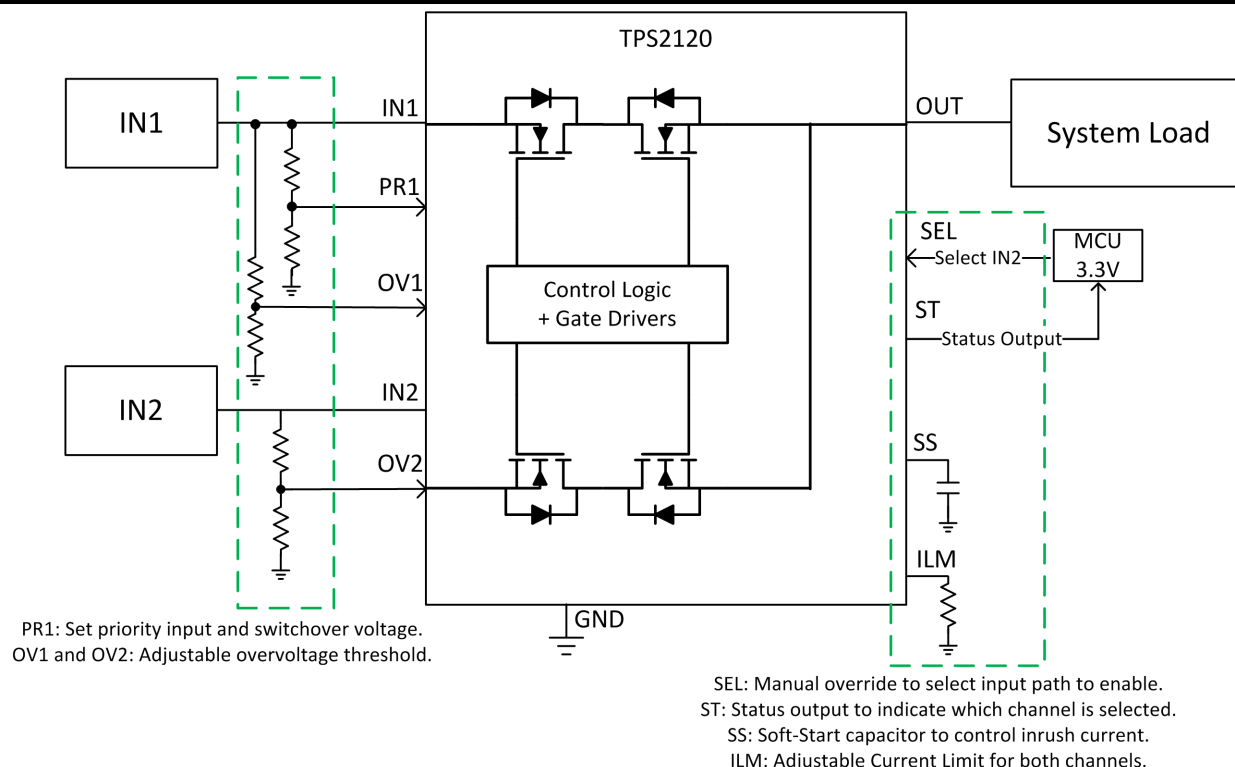 TPS2120
IN1
IN1
OUT
System Load
PR1
SEL
Select IN2
MCU
3.3V
OV1
Control Logic
+ Gate Drivers
ST
Status Output
IN2
IN2
OV2
SS
ILM
GND
PR1: Set priority input and switchover voltage.
OV1 and OV2: Adjustable overvoltage threshold.
SEL: Manual override to select input path to enable.
ST: Status output to indicate which channel is selected.
SS: Soft-Start capacitor to control inrush current.
ILM: Adjustable Current Limit for both channels.